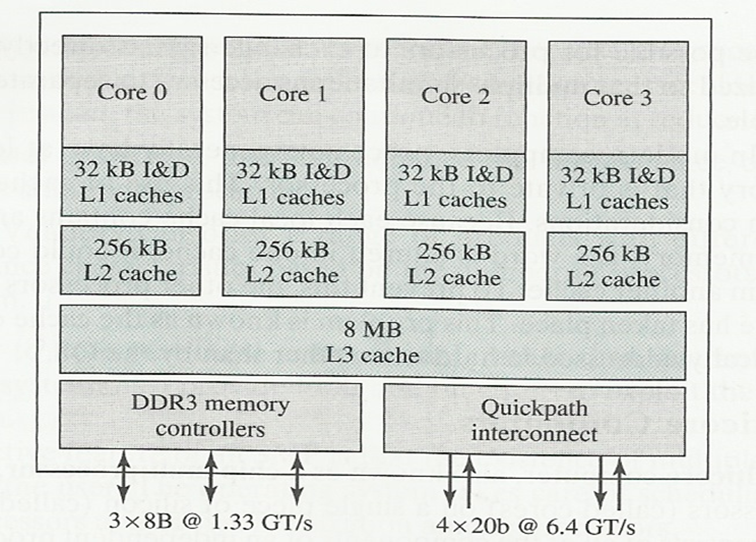 Core 0
Core 1
Core 2
Core 3
32 kB I&D
L1 caches
32 kB I&D
L1 caches
32 kB I&D
L1 caches
32 kB I&D
L1 caches
256 kB
L2 cache
256 kB
L2 cache
256 kB
L2 cache
256 kB
L2 cache
8 MB
L3 cache
DDR3 memory
controllers
Quickpath
interconnect
3×8B @ 1.33 GT/s
4×20b @ 6.4 GT/s